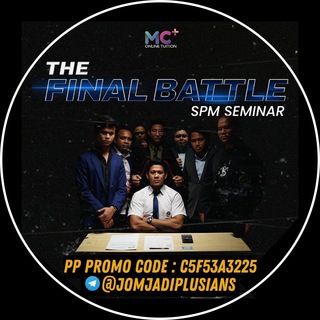 MC+
ONLINE TUITION
THE
FINAL BATTLE
SPM SEMINAR
PP PROMO CODE : C5F53A3225
@JOMJADIPLUSIANS